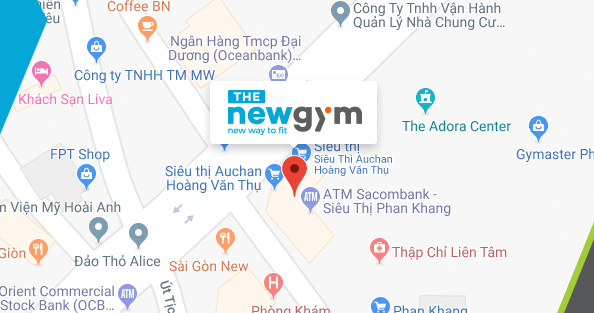 Coffee BN
Công Ty Tnhh Vận Hành
Quản Lý Nhà Chung Cư...
Ngân Hàng Tmcp Đại
Dương (Oceanbank)...
Công ty TNHH TM MW
Khách Sạn Liva
THE
newgym
new way to fit
The Adora Center
Gymaster
FPT Shop
Siêu thị
Siêu Thị Auchan
Hoàng Văn Thụ
Siêu thị Auchan
Hoàng Văn Thụ
ATM Sacombank -
Siêu Thị Phan Khang
Viện Mỹ Hoài Anh
Đảo Thỏ Alice
Sài Gòn New
Thập Chỉ Liên Tâm
ATM
Orient Commercial
Stock Bank (OCB...
Út Tịc
Phòng Khám
Phan Khang
ATM
Giòn